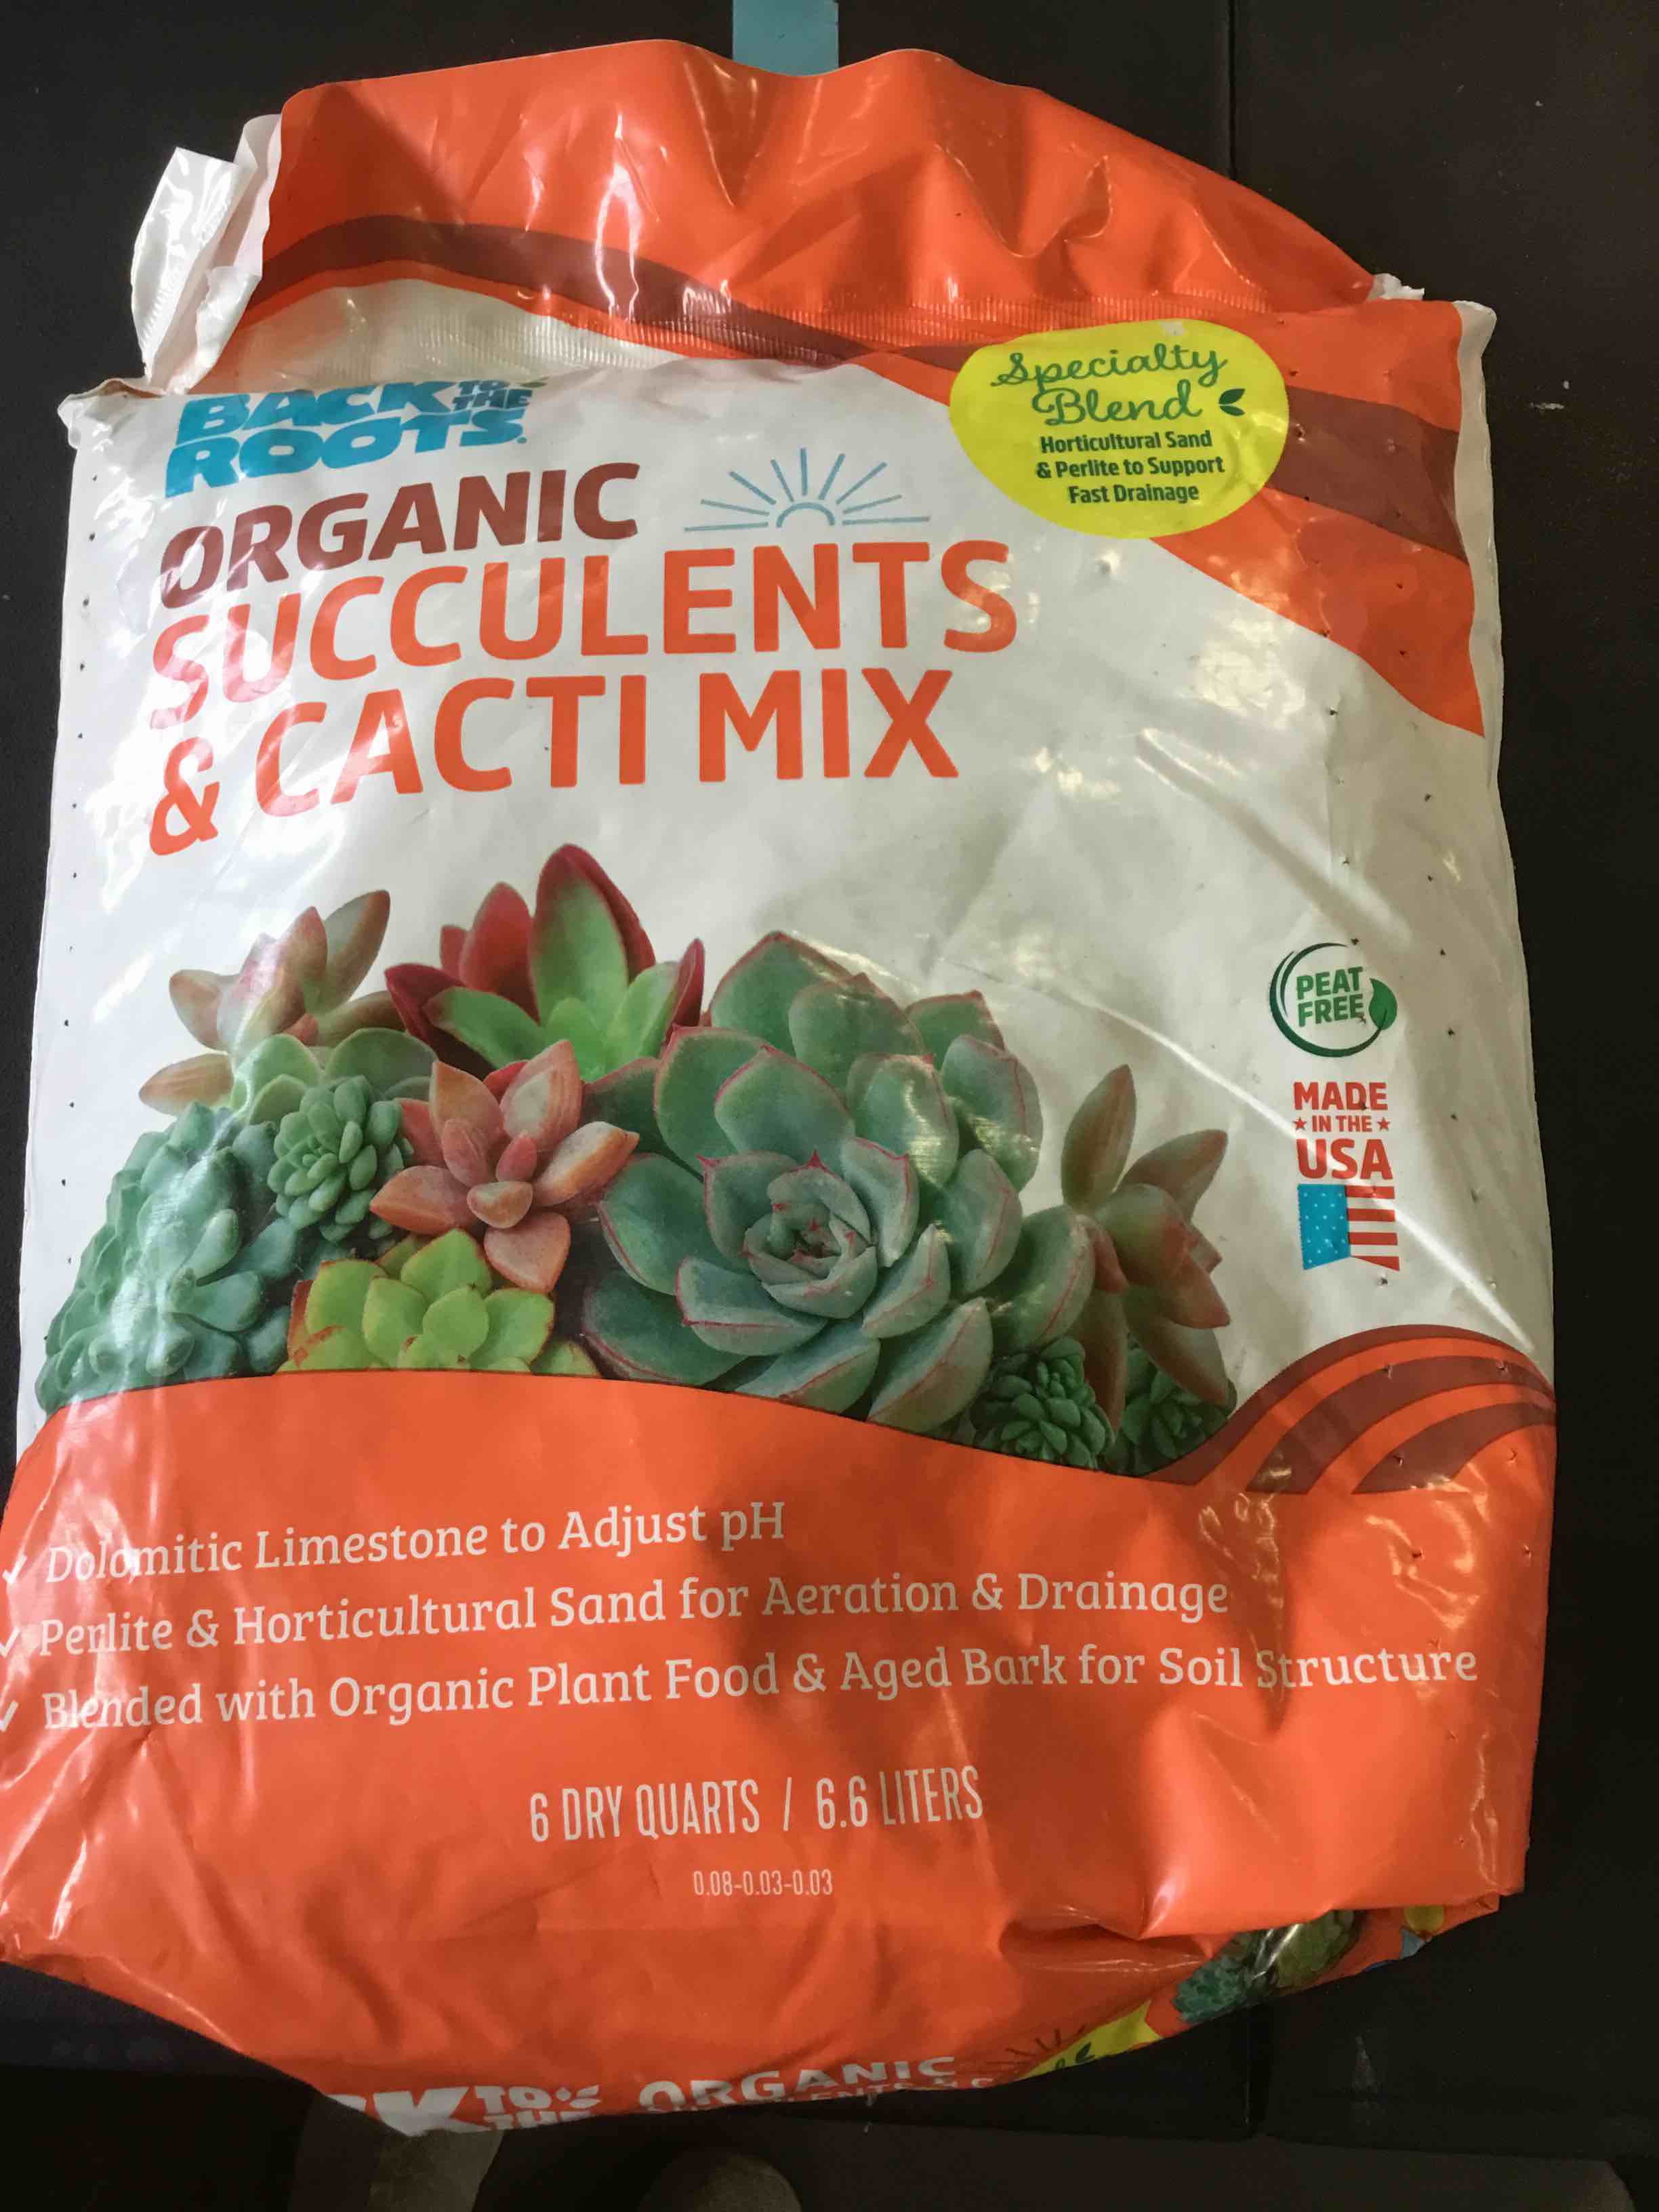 BACK TO THE
ROOTS®
Specialty
Blend
Horticultural Sand
& Perlite to Support
Fast Drainage
ORGANIC
SUCCULENTS
& CACTI MIX
PEAT
FREE
MADE
★ IN THE ★
USA
✓ Dolomitic Limestone to Adjust pH
✓ Perlite & Horticultural Sand for Aeration & Drainage
✓ Blended with Organic Plant Food & Aged Bark for Soil Structure
6 DRY QUARTS / 6.6 LITERS
0.08-0.03-0.03
TO
THE
ORGANIC